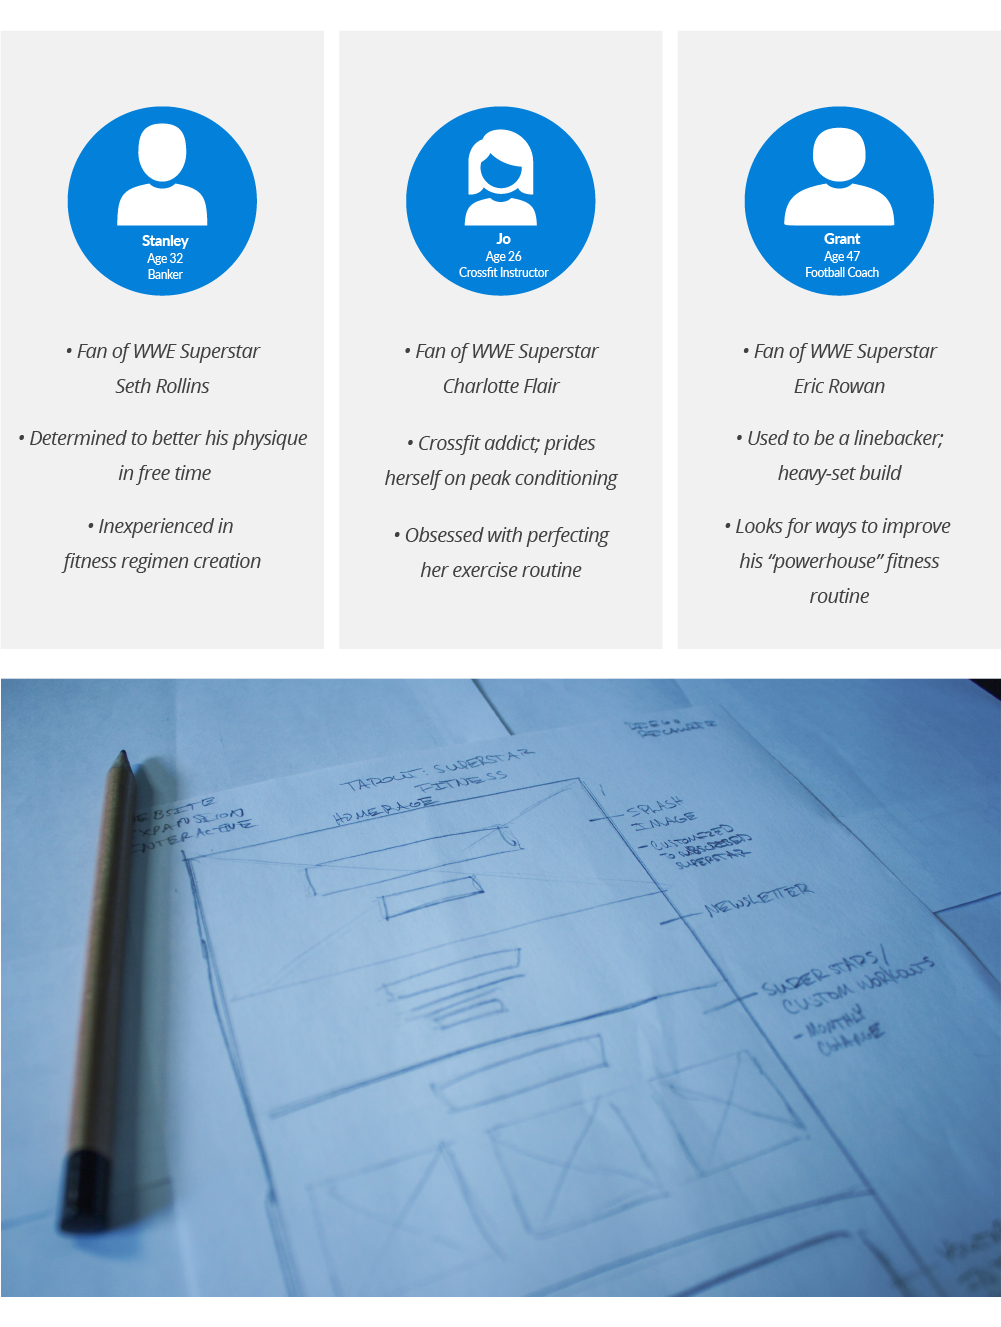 Stanley
Age 32
Banker
• Fan of WWE Superstar
Seth Rollins
• Determined to better his physique
in free time
• Inexperienced in
fitness regimen creation
Jo
Age 26
Crossfit Instructor
• Fan of WWE Superstar
Charlotte Flair
• Crossfit addict; prides
herself on peak conditioning
• Obsessed with perfecting
her exercise routine
Grant
Age 47
Football Coach
• Fan of WWE Superstar
Eric Rowan
• Used to be a linebacker;
heavy-set build
• Looks for ways to improve
his “powerhouse” fitness
routine
TAPOUT: SUPERSTAR
FITNESS
HOMEPAGE
EBSITE
EXPANSION
INTERACTIVE
SPLASH
IMAGE
- CUSTOMIZED
TO
SUPERSTAR
NEWSLETTER
SUPERSTARS/
CUSTOM WORKOUTS
- MONTHLY
CHANGE